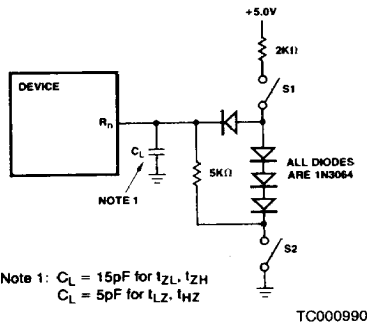 +5.0V
2KΩ
S1
DEVICE
Rn
CL
5KΩ
ALL DIODES
ARE 1N3064
NOTE 1
S2
Note 1: CL = 15pF for tZL, tZH
CL = 5pF for tLZ, tHZ
TC000990